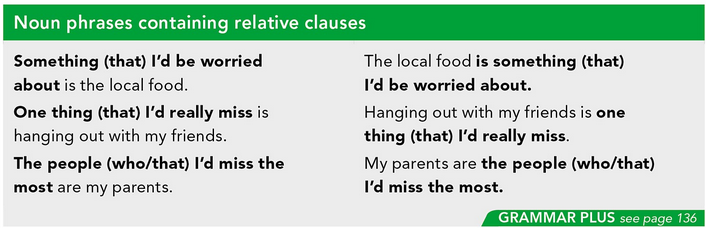 Noun phrases containing relative clauses
Something (that) I'd be worried
about is the local food.
One thing (that) I'd really miss is
hanging out with my friends.
The people (who/that) I'd miss the
most are my parents.
The local food is something (that)
I'd be worried about.
Hanging out with my friends is one
thing (that) I'd really miss.
My parents are the people (who/that)
I'd miss the most.
GRAMMAR PLUS see page 136